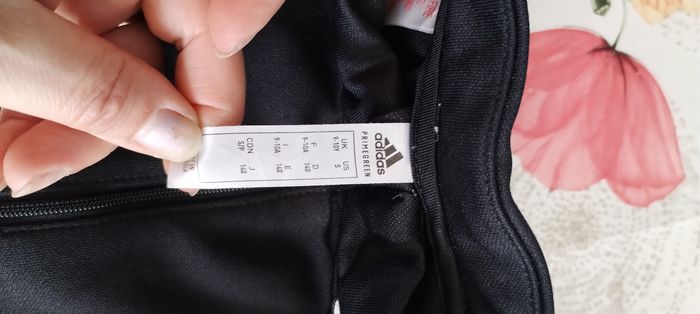 adidas
PRIMEGREEN
UK US
9-10Y S
F D
9-10A 140
I E
9-10A 140
CDN J
S/P 140